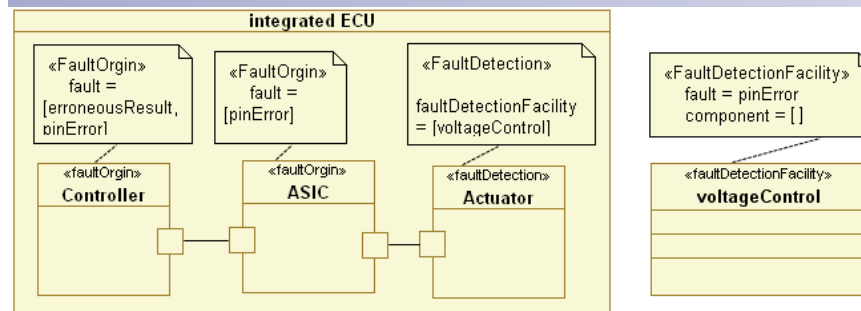 integrated ECU
«FaultOrgin»
fault =
[erroneousResult,
pinError]
«FaultOrgin»
fault =
[pinError]
«FaultDetection»
faultDetectionFacility
= [voltageControl]
«FaultDetectionFacility»
fault = pinError
component = [ ]
«faultOrgin»
Controller
«faultOrgin»
ASIC
«faultDetection»
Actuator
«faultDetectionFacility»
voltageControl